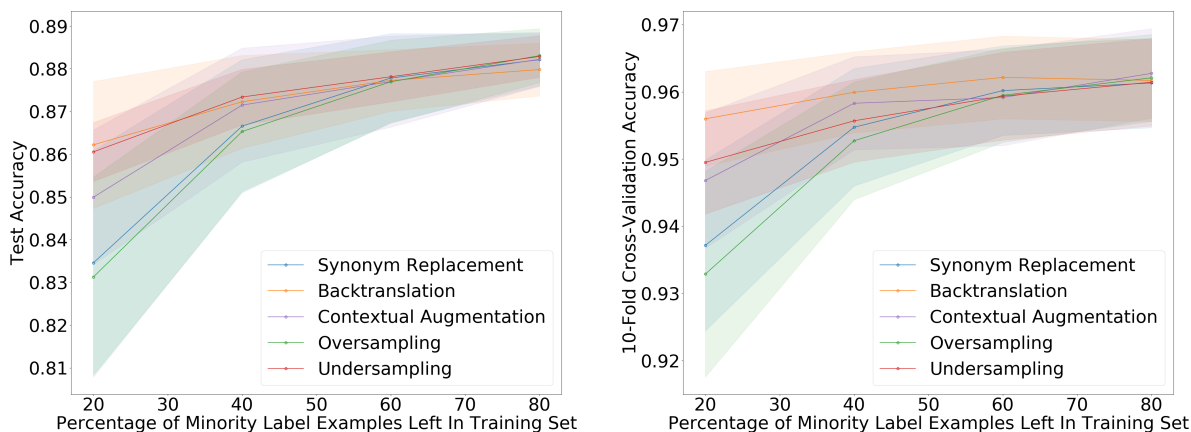 0.89
0.88
0.87
0.86
0.85
0.84
0.83
0.82
0.81
Test Accuracy
Synonym Replacement
Backtranslation
Contextual Augmentation
Oversampling
Undersampling
20 30 40 50 60 70 80
Percentage of Minority Label Examples Left In Training Set
0.97
0.96
0.95
0.94
0.93
0.92
10-Fold Cross-Validation Accuracy
Synonym Replacement
Backtranslation
Contextual Augmentation
Oversampling
Undersampling
20 30 40 50 60 70 80
Percentage of Minority Label Examples Left In Training Set